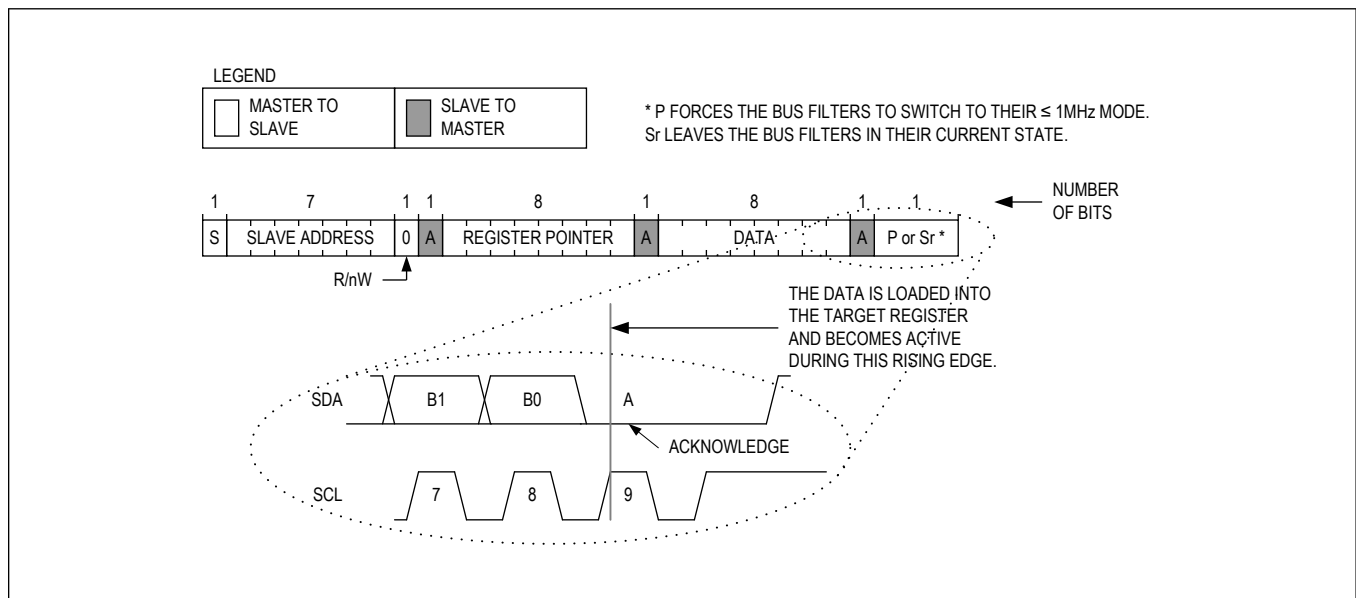 LEGEND
MASTER TO
SLAVE
SLAVE TO
MASTER
* P FORCES THE BUS FILTERS TO SWITCH TO THEIR ≤ 1MHz MODE.
Sr LEAVES THE BUS FILTERS IN THEIR CURRENT STATE.
1 7 1 1 8 1 8 1 1
NUMBER
OF BITS
S SLAVE ADDRESS 0 A REGISTER POINTER A DATA A P or Sr *
R/nW
THE DATA IS LOADED INTO
THE TARGET REGISTER
AND BECOMES ACTIVE
DURING THIS RISING EDGE.
SDA B1 B0 A
ACKNOWLEDGE
SCL 7 8 9